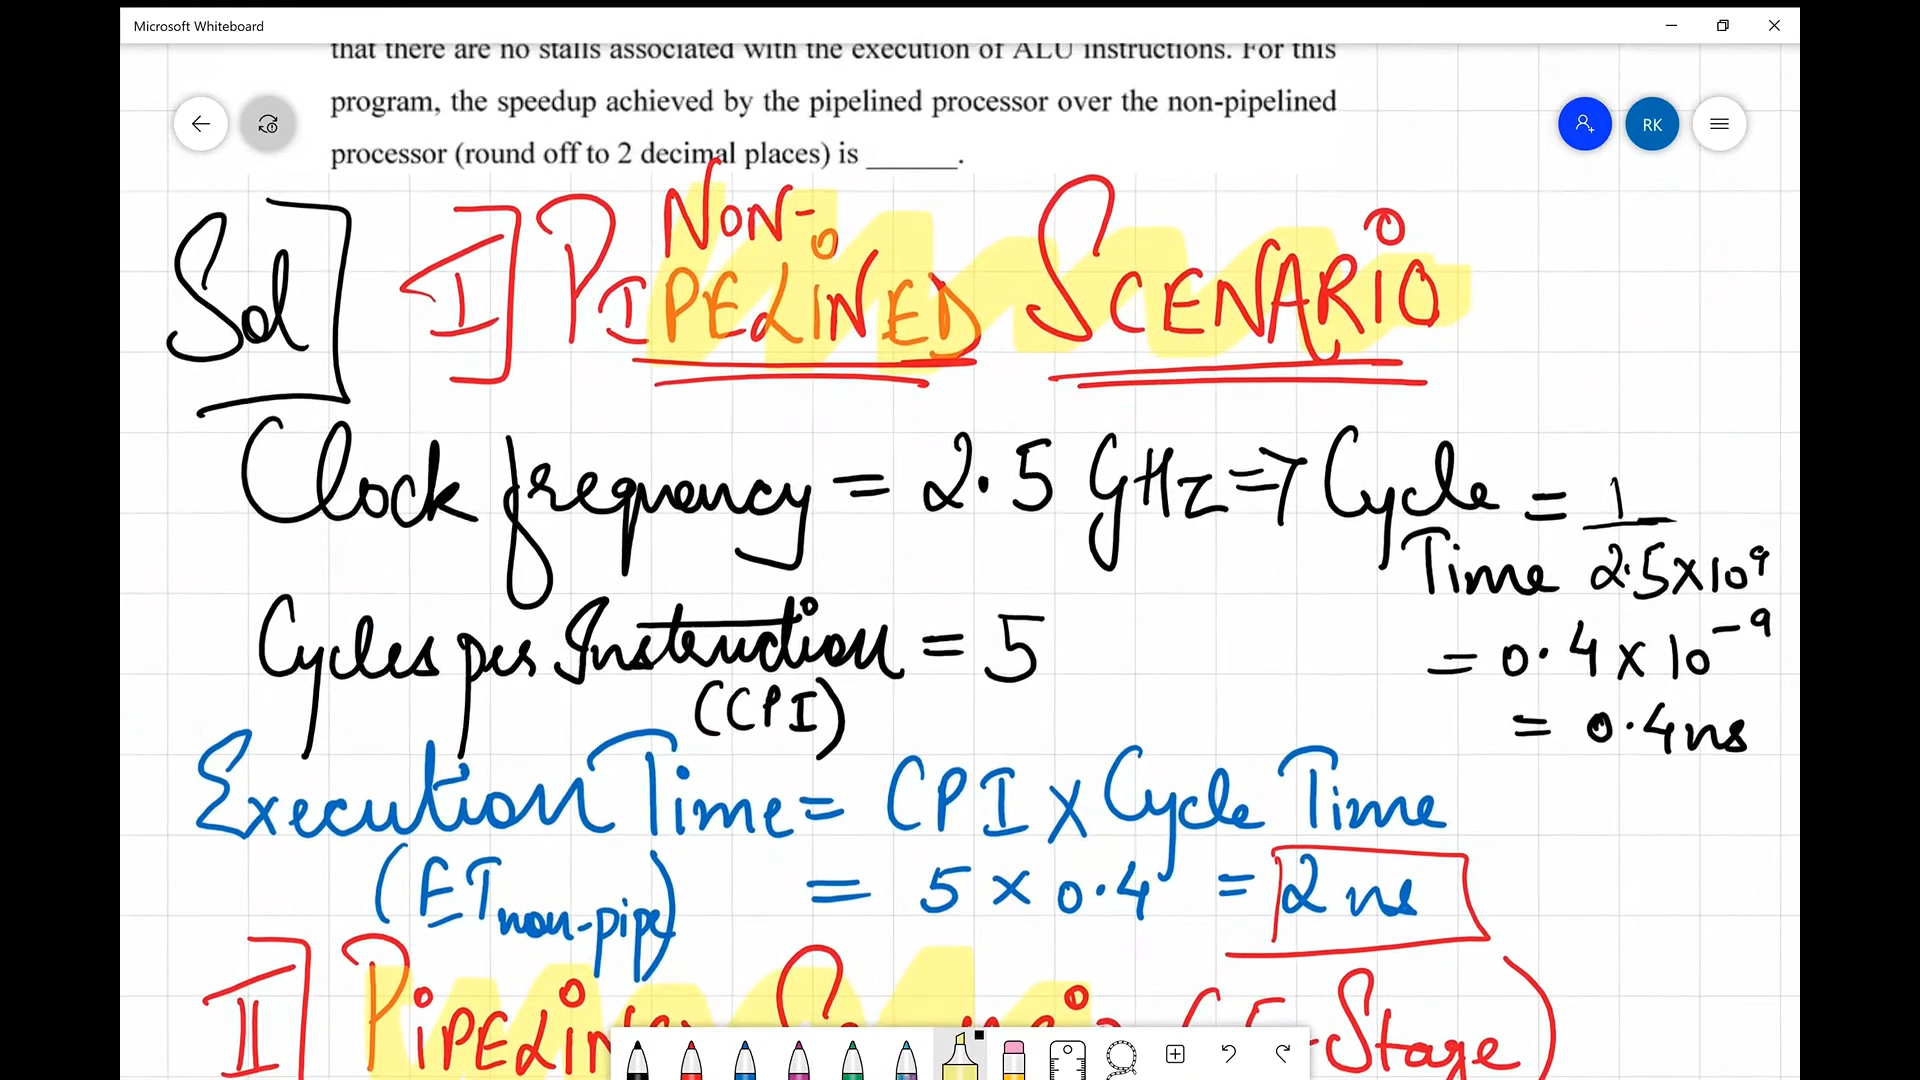 Microsoft Whiteboard
that there are no stalls associated with the execution of ALU instructions. For this
program, the speedup achieved by the pipelined processor over the non-pipelined
processor (round off to 2 decimal places) is ______.
RK
Sol
I] NON-
PIPELINED SCENARIO
Clock frequency = 2.5 GHz => Cycle Time = 1 / 2.5 × 10⁹
= 0.4 × 10⁻⁹
= 0.4 ns
Cycles per Instruction = 5
(CPI)
Execution Time = CPI × Cycle Time
(ET non-pipe) = 5 × 0.4 = 2 ns
II]
-Stage)